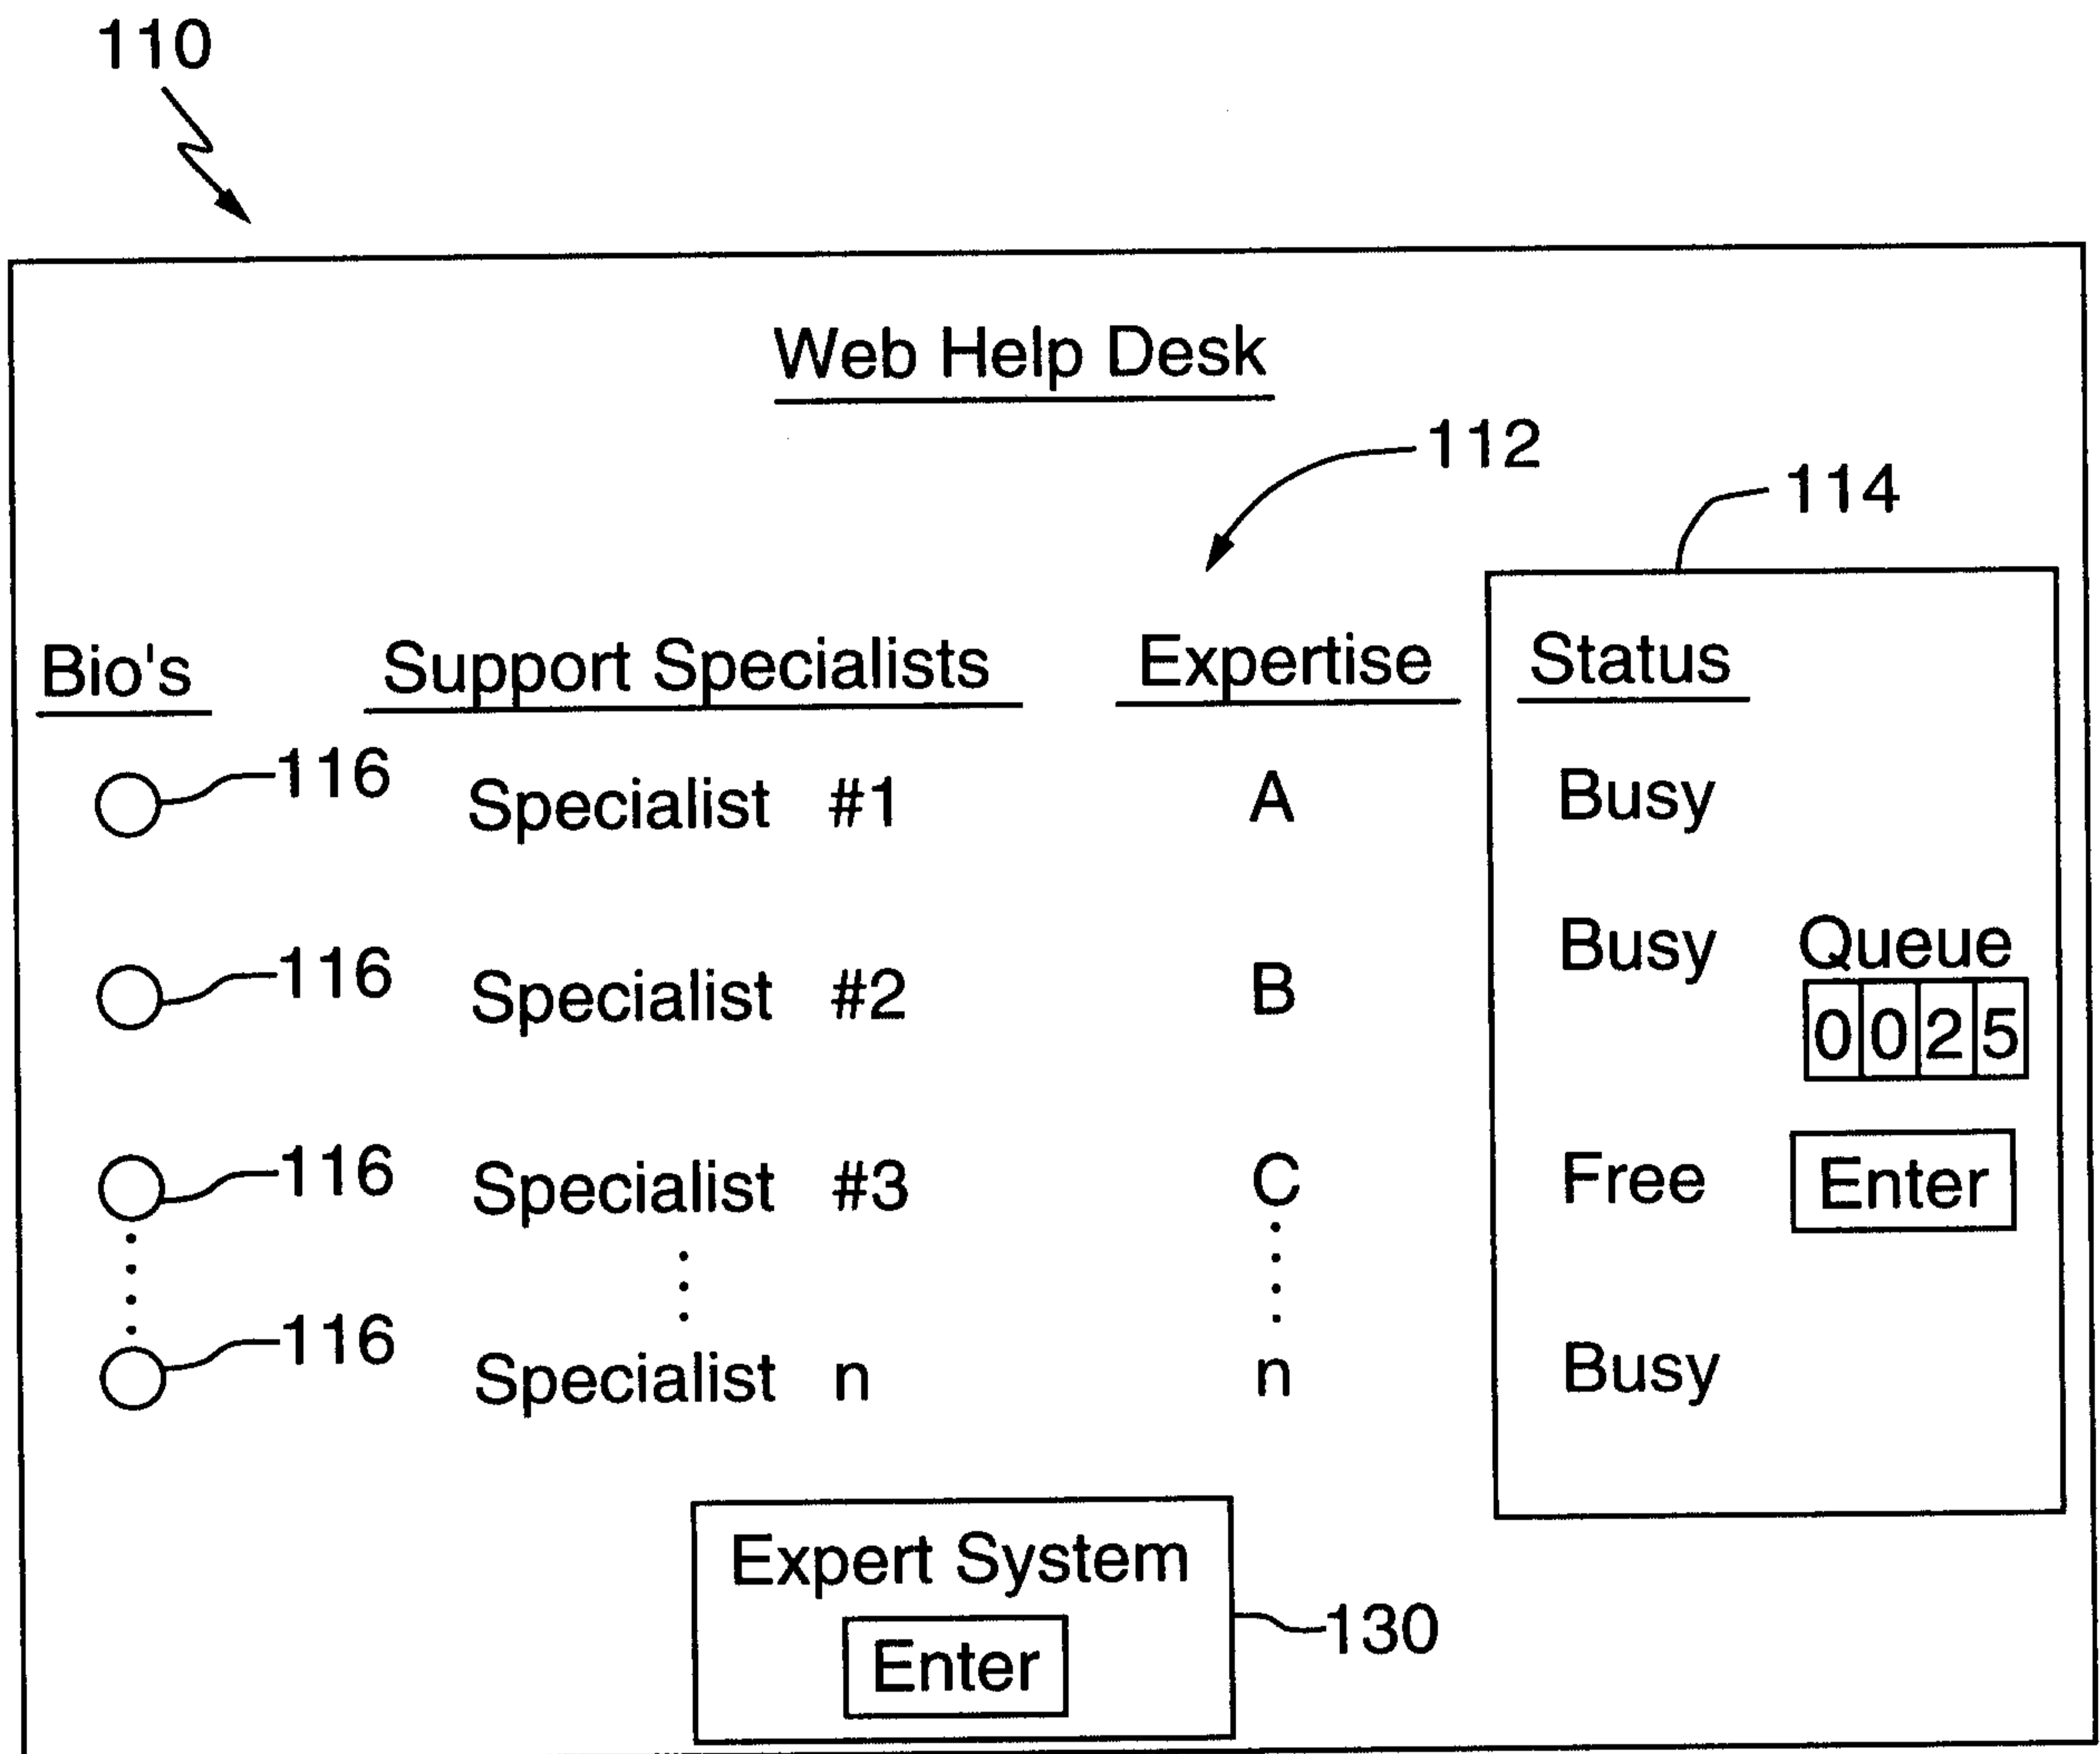 110
Web Help Desk
112
114
Bio's Support Specialists Expertise Status
116 Specialist #1 A Busy
116 Specialist #2 B Busy Queue
0025
116 Specialist #3 C Free Enter
116 Specialist n n Busy
Expert System
130
Enter